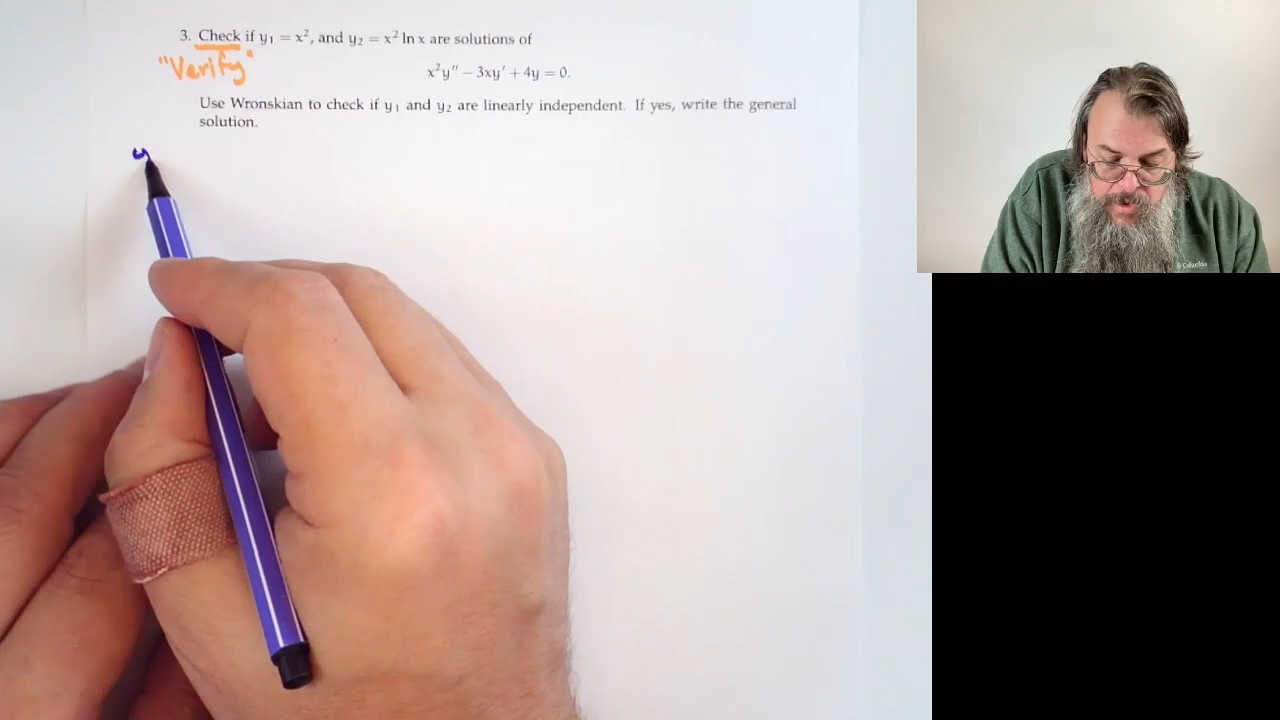 3. Check if y₁ = x², and y₂ = x² ln x are solutions of
"Verify"
x²y″ − 3xy′ + 4y = 0.
Use Wronskian to check if y₁ and y₂ are linearly independent. If yes, write the general
solution.